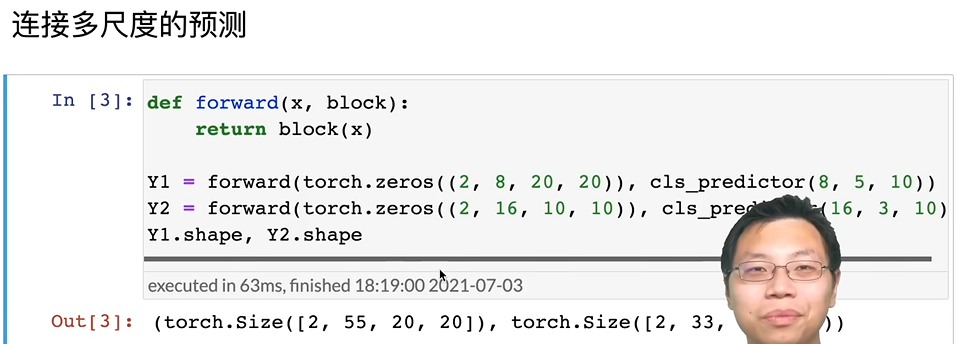 连接多尺度的预测
In [3]: def forward(x, block):
return block(x)
Y1 = forward(torch.zeros((2, 8, 20, 20)), cls_predictor(8, 5, 10))
Y2 = forward(torch.zeros((2, 16, 10, 10)), (16, 3, 10)
Y1.shape, Y2.shape
executed in 63ms, finished 18:19:00 2021-07-03
Out[3]: (torch.Size([2, 55, 20, 20]), torch.Size([2, 33, ))